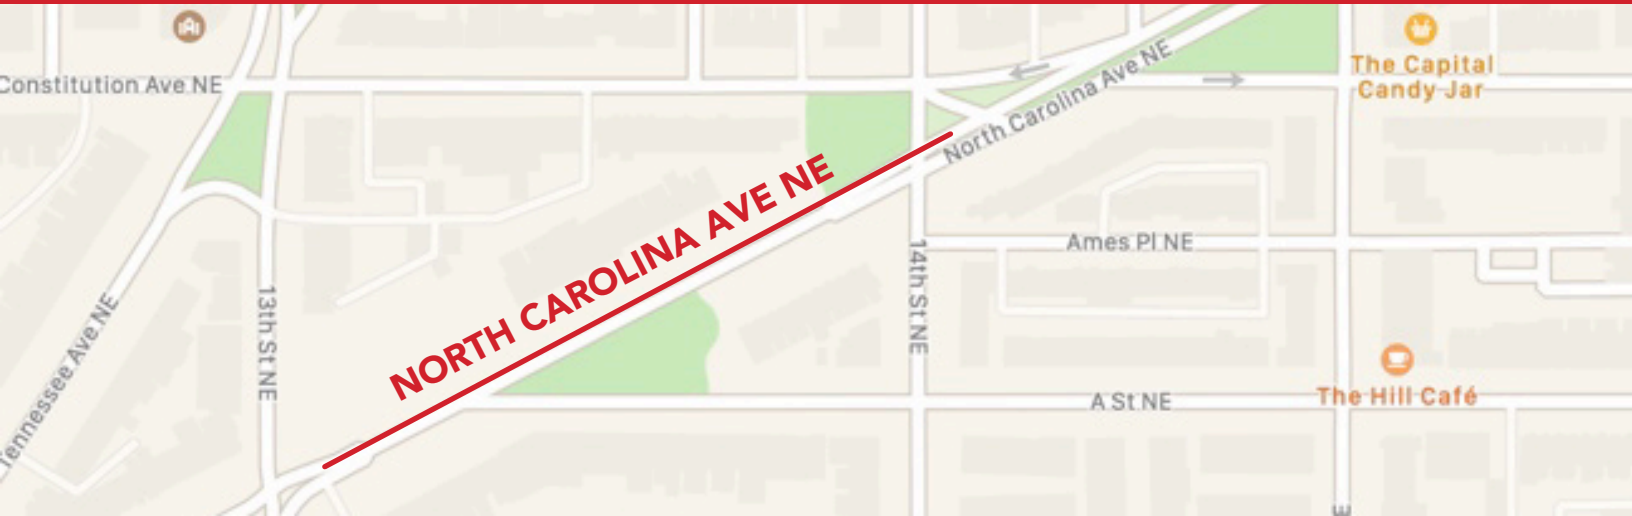 Constitution Ave NE
North Carolina Ave NE
The Capital
Candy Jar
NORTH CAROLINA AVE NE
Ames Pl NE
14th St NE
13th St NE
Tennessee Ave NE
The Hill Café
A St NE
E